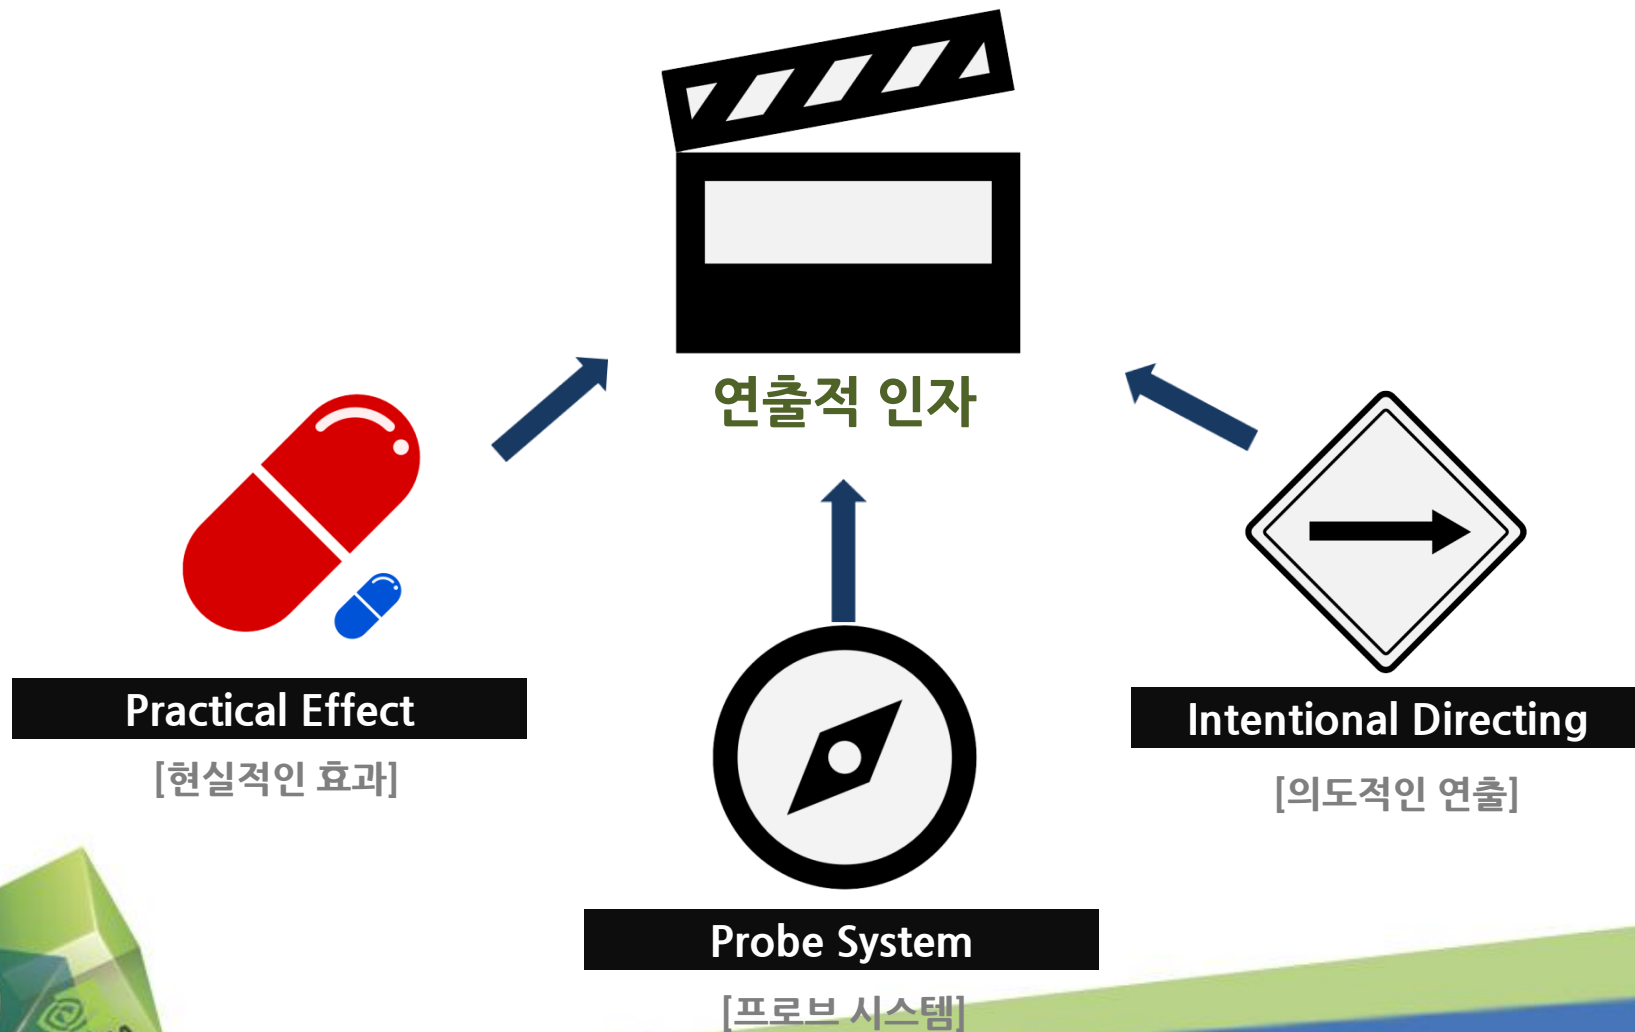 연출적 인자
Practical Effect
[현실적인 효과]
Intentional Directing
[의도적인 연출]
Probe System
[프로브 시스템]